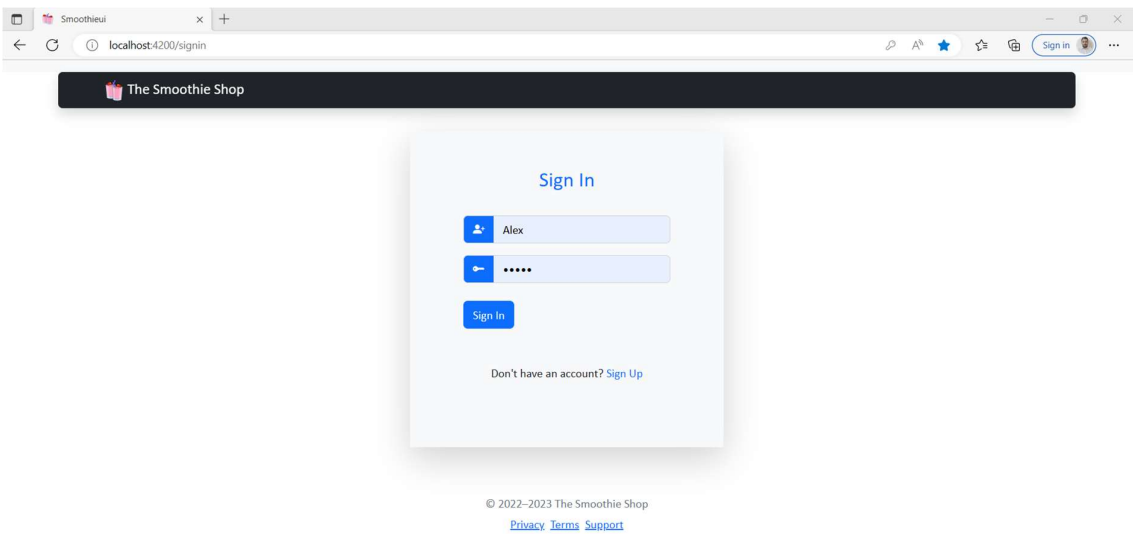 Smoothieui
localhost:4200/signin
Sign in
The Smoothie Shop
Sign In
Alex
•••••
Sign In
Don't have an account? Sign Up
© 2022–2023 The Smoothie Shop
Privacy Terms Support